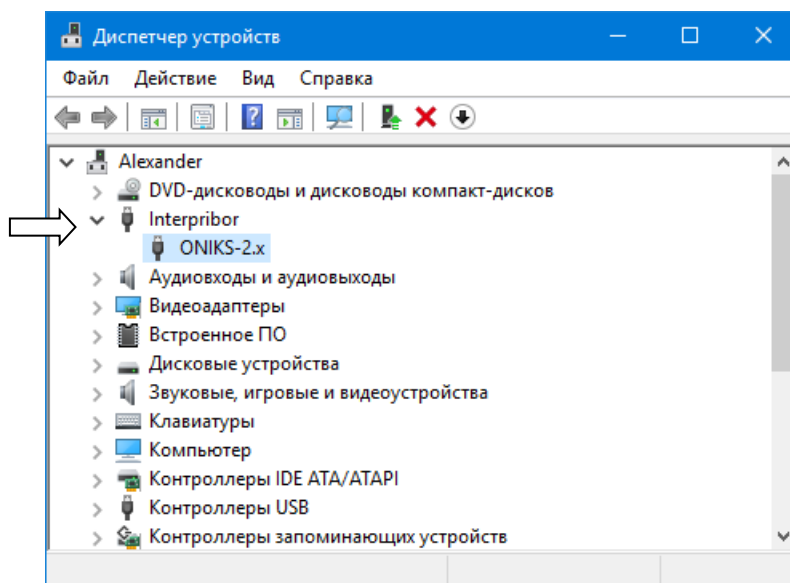 Диспетчер устройств
Файл Действие Вид Справка
Alexander
DVD-дисководы и дисководы компакт-дисков
Interpribor
ONIKS-2.x
Аудиовходы и аудиовыходы
Видеоадаптеры
Встроенное ПО
Дисковые устройства
Звуковые, игровые и видеоустройства
Клавиатуры
Компьютер
Контроллеры IDE ATA/ATAPI
Контроллеры USB
Контроллеры запоминающих устройств